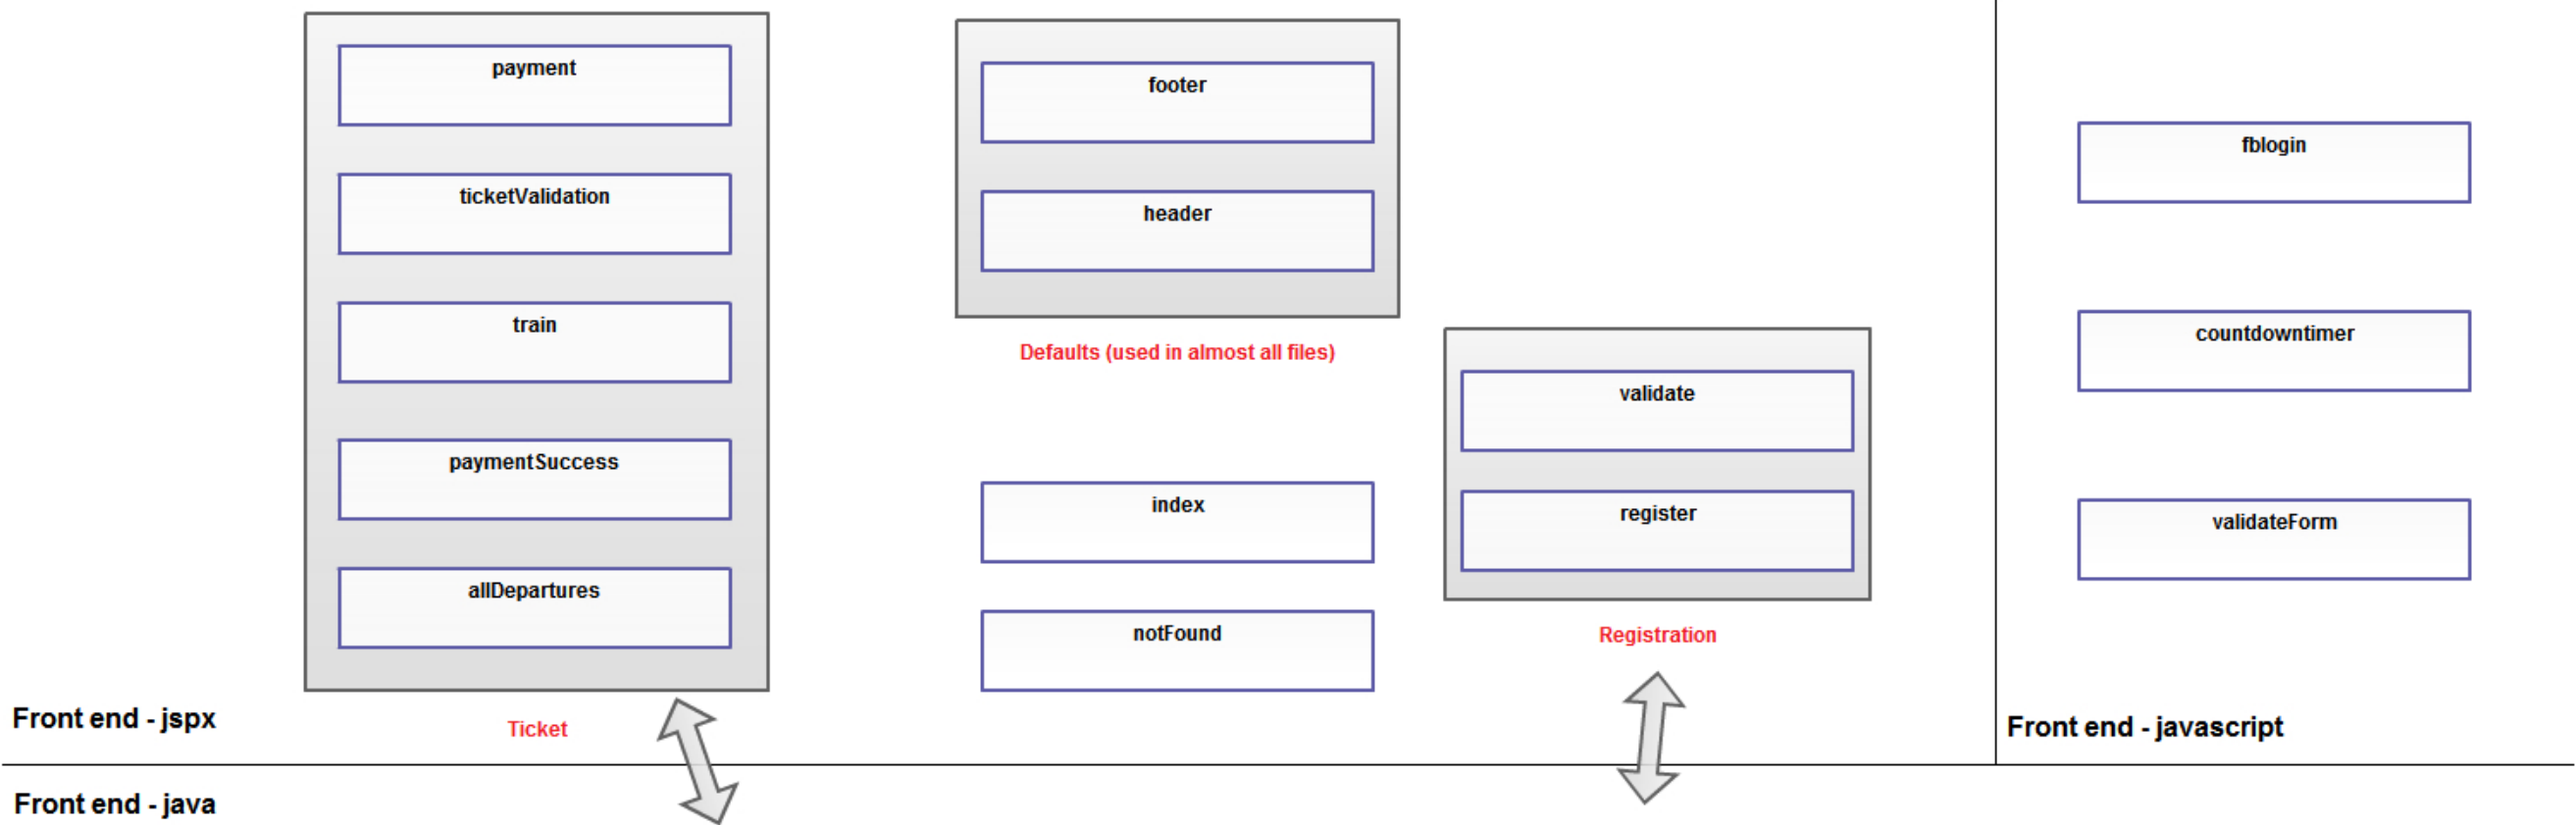 payment
ticketValidation
train
paymentSuccess
allDepartures
Ticket
footer
header
Defaults (used in almost all files)
index
notFound
validate
register
Registration
Front end - jspx
fblogin
countdowntimer
validateForm
Front end - javascript
Front end - java